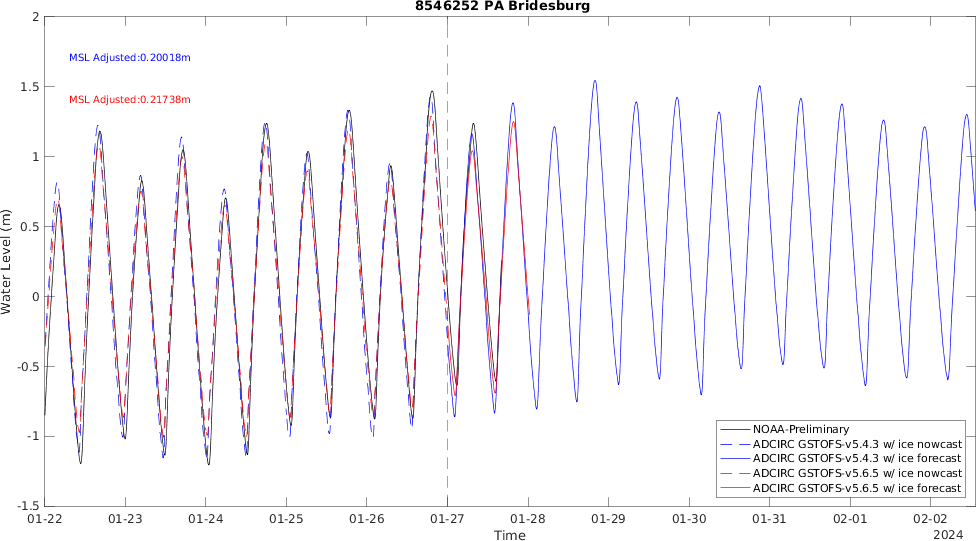 8546252 PA Bridesburg
2
1.5
1
0.5
0
-0.5
-1
-1.5
Water Level (m)
MSL Adjusted:0.20018m
MSL Adjusted:0.21738m
NOAA-Preliminary
ADCIRC GSTOFS-v5.4.3 w/ ice nowcast
ADCIRC GSTOFS-v5.4.3 w/ ice forecast
ADCIRC GSTOFS-v5.6.5 w/ ice nowcast
ADCIRC GSTOFS-v5.6.5 w/ ice forecast
01-22 01-23 01-24 01-25 01-26 01-27 01-28 01-29 01-30 01-31 02-01 02-02
Time
2024